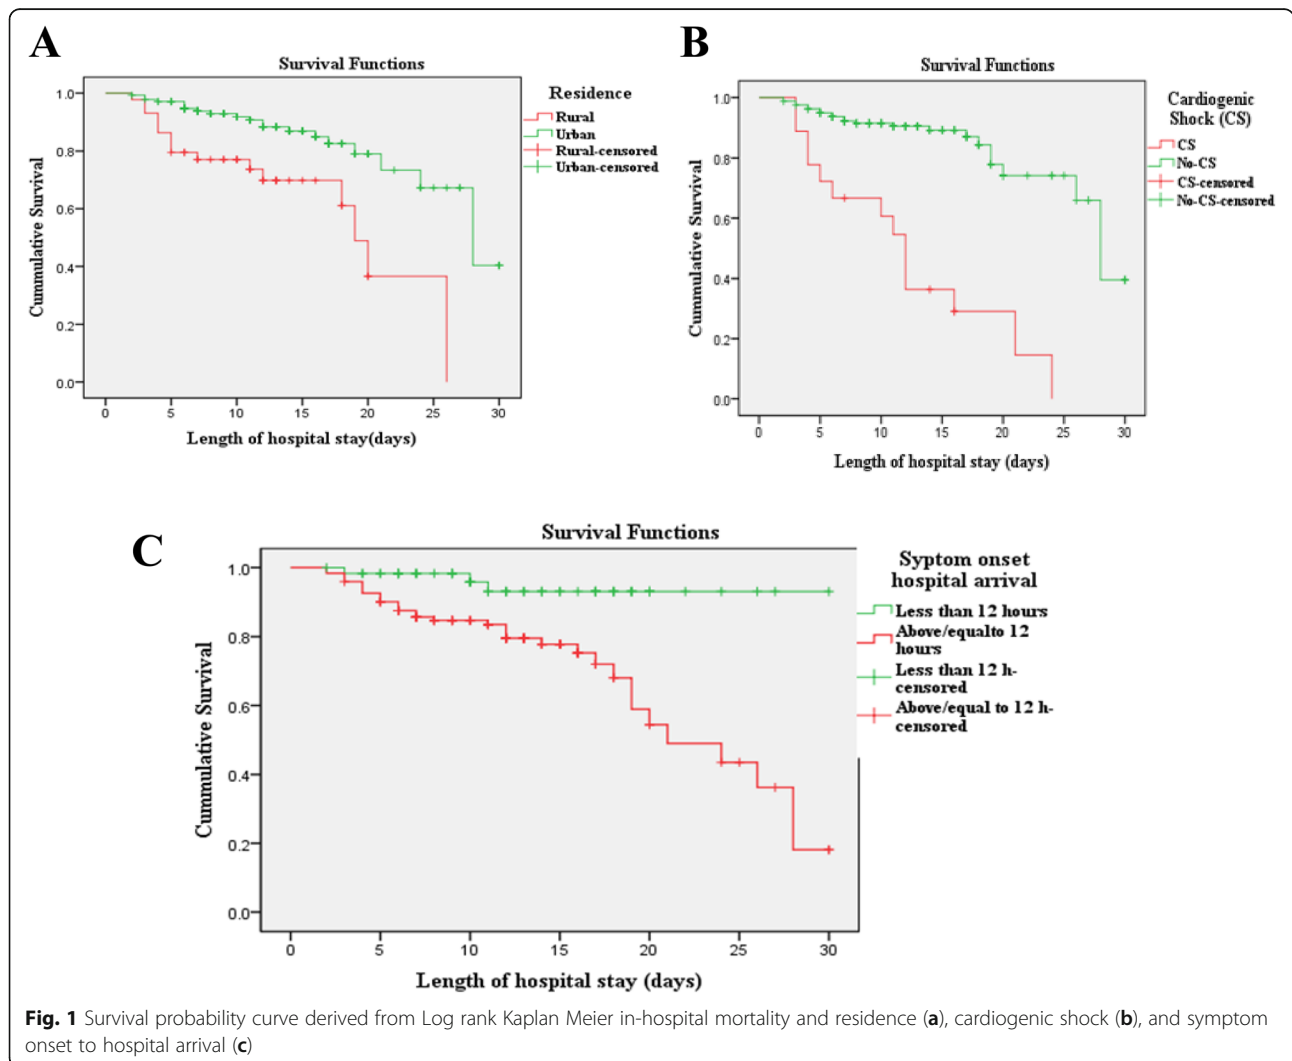 A
Survival Functions
Cummulative Survival
1.0
0.8
0.6
0.4
0.2
0.0
0 5 10 15 20 25 30
Length of hospital stay(days)
Residence
Rural
Urban
Rural-censored
Urban-censored
B
Survival Functions
Cummulative Survival
1.0
0.8
0.6
0.4
0.2
0.0
0 5 10 15 20 25 30
Length of hospital stay (days)
Cardiogenic
Shock (CS)
CS
No-CS
CS-censored
No-CS-censored
C
Survival Functions
Cummulative Survival
1.0
0.8
0.6
0.4
0.2
0.0
0 5 10 15 20 25 30
Length of hospital stay (days)
Syptom onset
hospital arrival
Less than 12 hours
Above/equalto 12
hours
Less than 12 h-
censored
Above/equal to 12 h-
censored
Fig. 1 Survival probability curve derived from Log rank Kaplan Meier in-hospital mortality and residence (a), cardiogenic shock (b), and symptom
onset to hospital arrival (c)